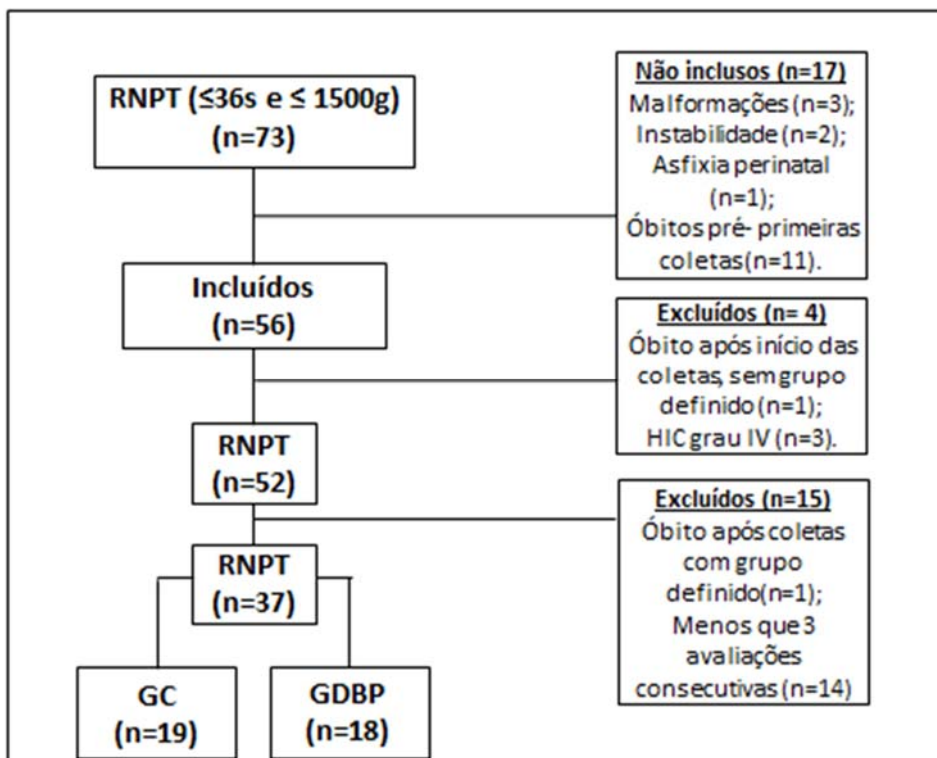 RNPT (≤36s e ≤ 1500g)
(n=73)
Não inclusos (n=17)
Malformações (n=3);
Instabilidade (n=2);
Asfixia perinatal
(n=1);
Óbitos pré- primeiras
coletas(n=11).
Incluídos
(n=56)
Excluídos (n= 4)
Óbito após início das
coletas, sem grupo
definido (n=1);
HIC grau IV (n=3).
RNPT
(n=52)
Excluídos (n=15)
Óbito após coletas
com grupo
definido(n=1);
Menos que 3
avaliações
consecutivas (n=14)
RNPT
(n=37)
GC
(n=19)
GDBP
(n=18)